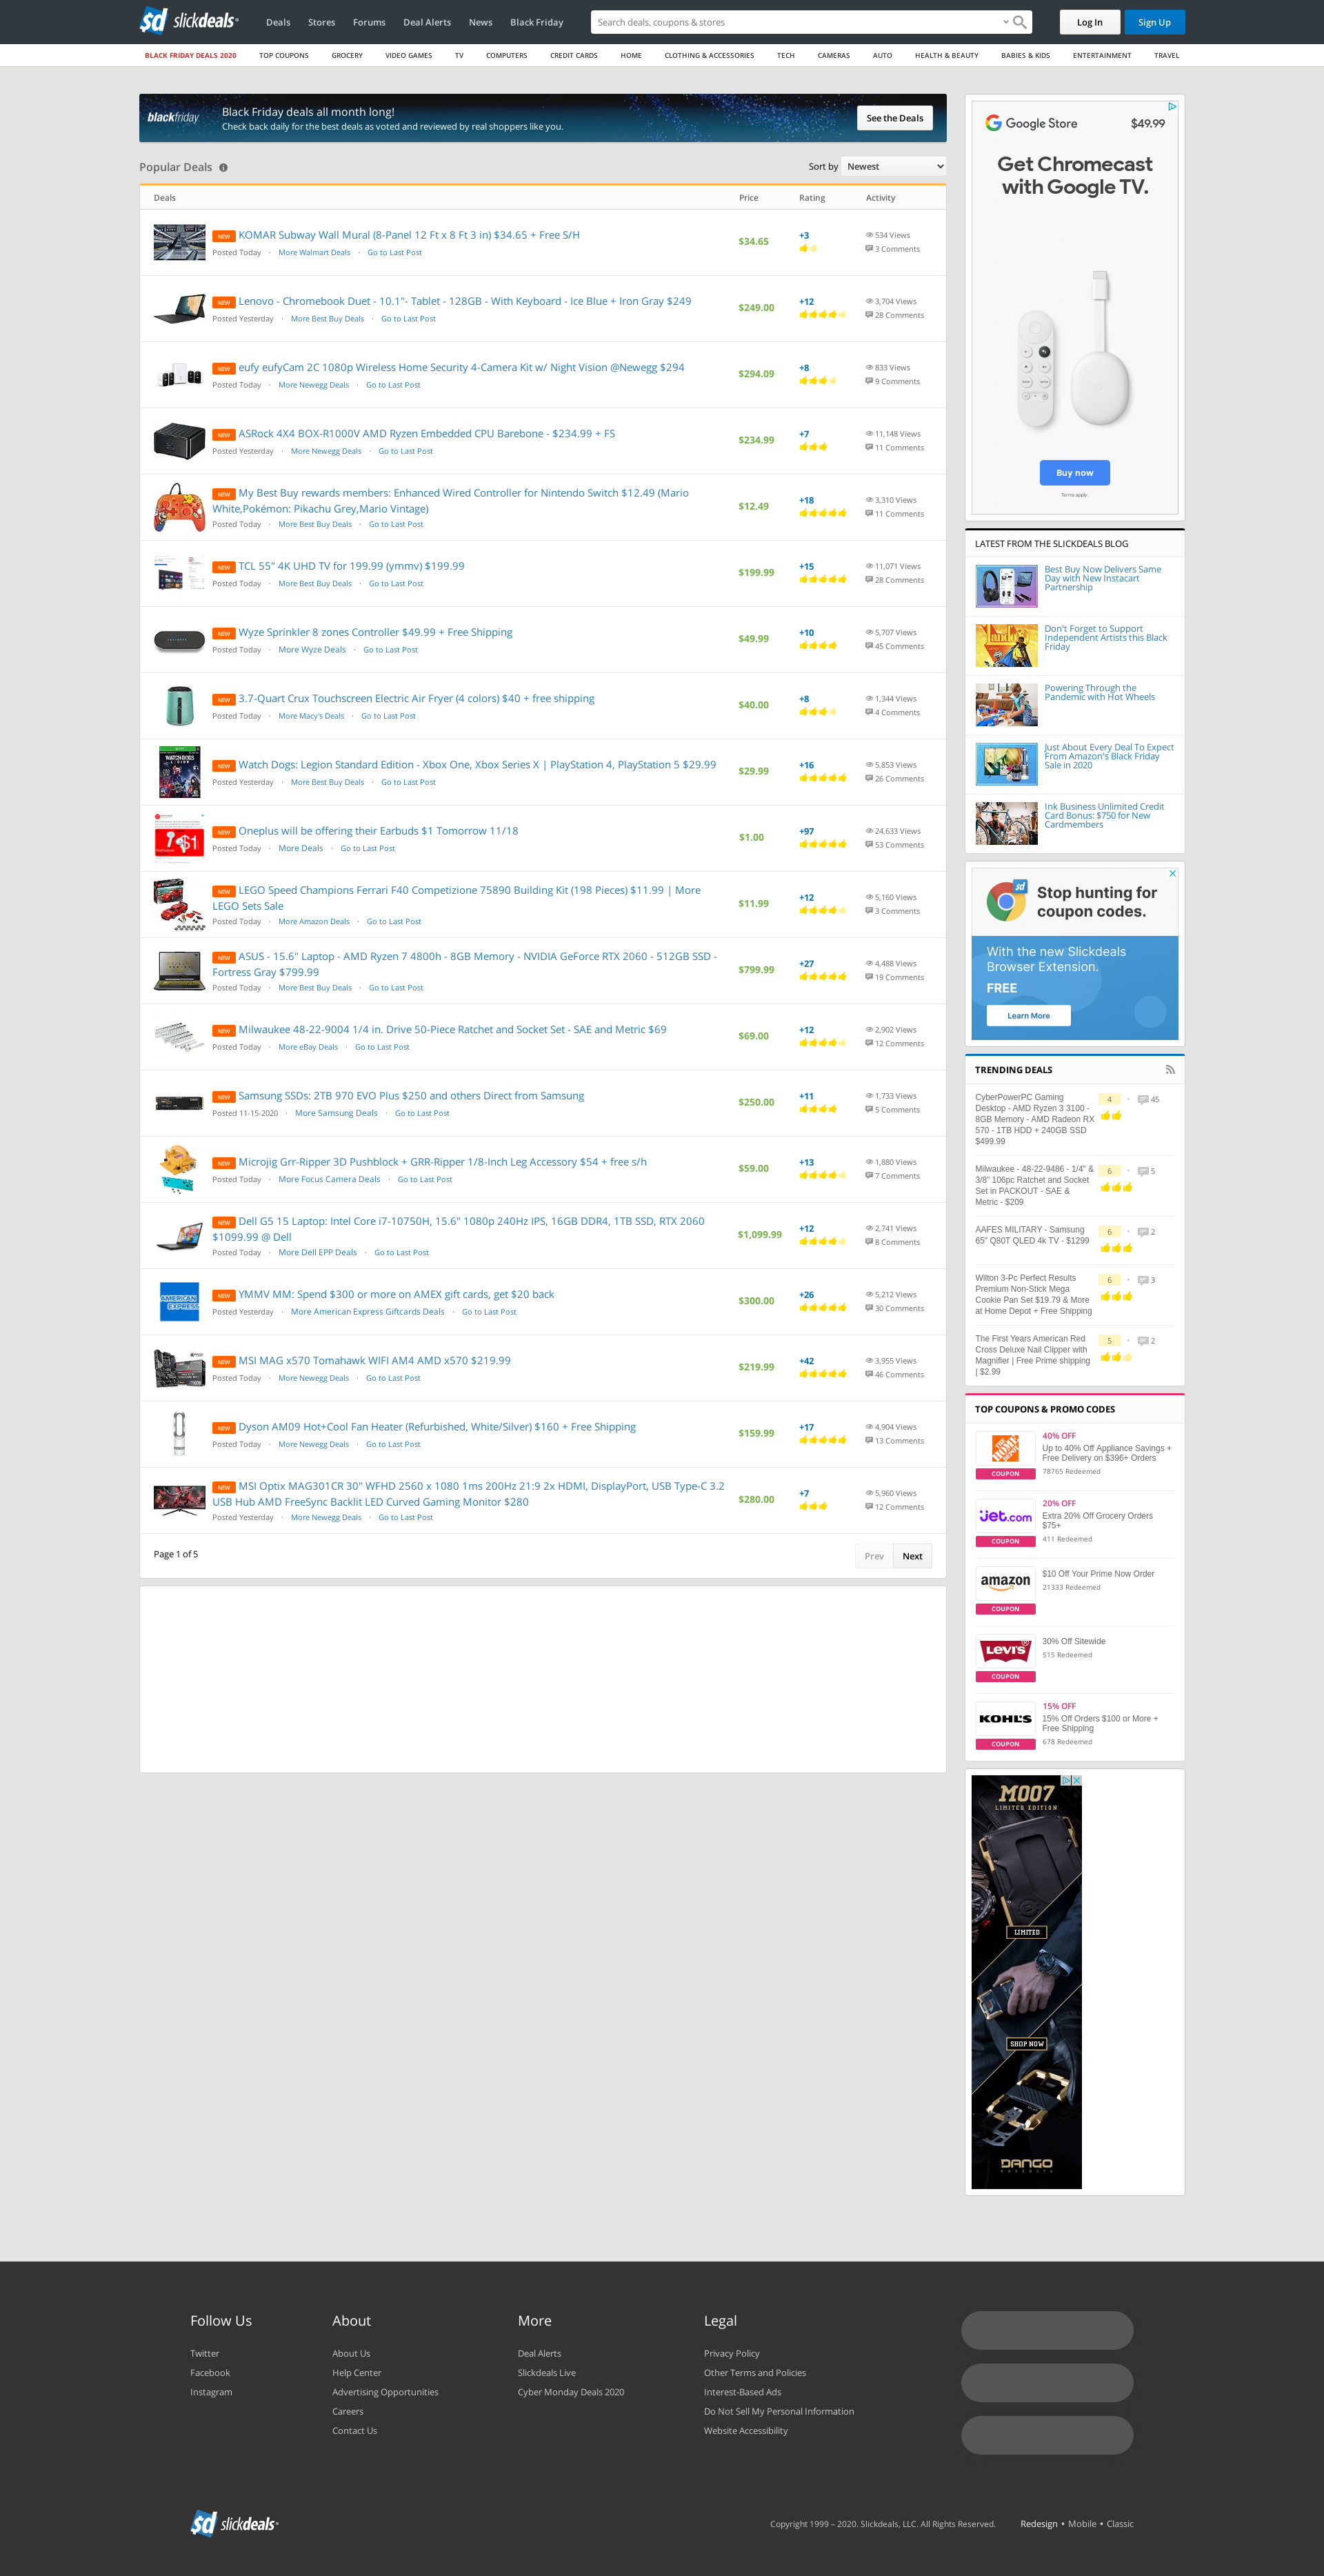 slickdeals
Deals Stores Forums Deal Alerts News Black Friday
Search deals, coupons & stores
Log In
Sign Up
BLACK FRIDAY DEALS 2020 TOP COUPONS GROCERY VIDEO GAMES TV COMPUTERS CREDIT CARDS HOME CLOTHING & ACCESSORIES TECH CAMERAS AUTO HEALTH & BEAUTY BABIES & KIDS ENTERTAINMENT TRAVEL
blackfriday
Black Friday deals all month long!
Check back daily for the best deals as voted and reviewed by real shoppers like you.
See the Deals
Popular Deals
Sort by Newest
Deals Price Rating Activity
NEW KOMAR Subway Wall Mural (8-Panel 12 Ft x 8 Ft 3 in) $34.65 + Free S/H
Posted Today · More Walmart Deals · Go to Last Post
$34.65
+3
534 Views
3 Comments
NEW Lenovo - Chromebook Duet - 10.1"- Tablet - 128GB - With Keyboard - Ice Blue + Iron Gray $249
Posted Yesterday · More Best Buy Deals · Go to Last Post
$249.00
+12
3,704 Views
28 Comments
NEW eufy eufyCam 2C 1080p Wireless Home Security 4-Camera Kit w/ Night Vision @Newegg $294
Posted Today · More Newegg Deals · Go to Last Post
$294.09
+8
833 Views
9 Comments
NEW ASRock 4X4 BOX-R1000V AMD Ryzen Embedded CPU Barebone - $234.99 + FS
Posted Yesterday · More Newegg Deals · Go to Last Post
$234.99
+7
11,148 Views
11 Comments
NEW My Best Buy rewards members: Enhanced Wired Controller for Nintendo Switch $12.49 (Mario
White,Pokémon: Pikachu Grey,Mario Vintage)
Posted Today · More Best Buy Deals · Go to Last Post
$12.49
+18
3,310 Views
11 Comments
NEW TCL 55" 4K UHD TV for 199.99 (ymmv) $199.99
Posted Today · More Best Buy Deals · Go to Last Post
$199.99
+15
11,071 Views
28 Comments
NEW Wyze Sprinkler 8 zones Controller $49.99 + Free Shipping
Posted Today · More Wyze Deals · Go to Last Post
$49.99
+10
5,707 Views
45 Comments
NEW 3.7-Quart Crux Touchscreen Electric Air Fryer (4 colors) $40 + free shipping
Posted Today · More Macy's Deals · Go to Last Post
$40.00
+8
1,344 Views
4 Comments
NEW Watch Dogs: Legion Standard Edition - Xbox One, Xbox Series X | PlayStation 4, PlayStation 5 $29.99
Posted Yesterday · More Best Buy Deals · Go to Last Post
$29.99
+16
5,853 Views
26 Comments
NEW Oneplus will be offering their Earbuds $1 Tomorrow 11/18
Posted Today · More Deals · Go to Last Post
$1.00
+97
24,633 Views
53 Comments
NEW LEGO Speed Champions Ferrari F40 Competizione 75890 Building Kit (198 Pieces) $11.99 | More
LEGO Sets Sale
Posted Today · More Amazon Deals · Go to Last Post
$11.99
+12
5,160 Views
3 Comments
NEW ASUS - 15.6" Laptop - AMD Ryzen 7 4800h - 8GB Memory - NVIDIA GeForce RTX 2060 - 512GB SSD -
Fortress Gray $799.99
Posted Today · More Best Buy Deals · Go to Last Post
$799.99
+27
4,488 Views
19 Comments
NEW Milwaukee 48-22-9004 1/4 in. Drive 50-Piece Ratchet and Socket Set - SAE and Metric $69
Posted Today · More eBay Deals · Go to Last Post
$69.00
+12
2,902 Views
12 Comments
NEW Samsung SSDs: 2TB 970 EVO Plus $250 and others Direct from Samsung
Posted 11-15-2020 · More Samsung Deals · Go to Last Post
$250.00
+11
1,733 Views
5 Comments
NEW Microjig Grr-Ripper 3D Pushblock + GRR-Ripper 1/8-Inch Leg Accessory $54 + free s/h
Posted Today · More Focus Camera Deals · Go to Last Post
$59.00
+13
1,880 Views
7 Comments
NEW Dell G5 15 Laptop: Intel Core i7-10750H, 15.6" 1080p 240Hz IPS, 16GB DDR4, 1TB SSD, RTX 2060
$1099.99 @ Dell
Posted Today · More Dell EPP Deals · Go to Last Post
$1,099.99
+12
2,741 Views
8 Comments
NEW YMMV MM: Spend $300 or more on AMEX gift cards, get $20 back
Posted Yesterday · More American Express Giftcards Deals · Go to Last Post
$300.00
+26
5,212 Views
30 Comments
NEW MSI MAG x570 Tomahawk WIFI AM4 AMD x570 $219.99
Posted Today · More Newegg Deals · Go to Last Post
$219.99
+42
3,955 Views
46 Comments
NEW Dyson AM09 Hot+Cool Fan Heater (Refurbished, White/Silver) $160 + Free Shipping
Posted Today · More Newegg Deals · Go to Last Post
$159.99
+17
4,904 Views
13 Comments
NEW MSI Optix MAG301CR 30" WFHD 2560 x 1080 1ms 200Hz 21:9 2x HDMI, DisplayPort, USB Type-C 3.2
USB Hub AMD FreeSync Backlit LED Curved Gaming Monitor $280
Posted Yesterday · More Newegg Deals · Go to Last Post
$280.00
+7
5,960 Views
12 Comments
Page 1 of 5
Prev Next
Google Store $49.99
Get Chromecast
with Google TV.
Buy now
Terms apply.
LATEST FROM THE SLICKDEALS BLOG
Best Buy Now Delivers Same
Day with New Instacart
Partnership
Don't Forget to Support
Independent Artists this Black
Friday
Powering Through the
Pandemic with Hot Wheels
Just About Every Deal To Expect
From Amazon's Black Friday
Sale in 2020
Ink Business Unlimited Credit
Card Bonus: $750 for New
Cardmembers
Stop hunting for
coupon codes.
With the new Slickdeals
Browser Extension.
FREE
Learn More
TRENDING DEALS
CyberPowerPC Gaming
Desktop - AMD Ryzen 3 3100 -
8GB Memory - AMD Radeon RX
570 - 1TB HDD + 240GB SSD
$499.99
4 • 45
Milwaukee - 48-22-9486 - 1/4" &
3/8" 106pc Ratchet and Socket
Set in PACKOUT - SAE &
Metric - $209
6 • 5
AAFES MILITARY - Samsung
65" Q80T QLED 4k TV - $1299
6 • 2
Wilton 3-Pc Perfect Results
Premium Non-Stick Mega
Cookie Pan Set $19.79 & More
at Home Depot + Free Shipping
6 • 3
The First Years American Red
Cross Deluxe Nail Clipper with
Magnifier | Free Prime shipping
| $2.99
5 • 2
TOP COUPONS & PROMO CODES
COUPON
40% OFF
Up to 40% Off Appliance Savings +
Free Delivery on $396+ Orders
78765 Redeemed
jet.com
COUPON
20% OFF
Extra 20% Off Grocery Orders
$75+
411 Redeemed
amazon
COUPON
$10 Off Your Prime Now Order
21333 Redeemed
LEVI'S
COUPON
30% Off Sitewide
515 Redeemed
KOHL'S
COUPON
15% OFF
15% Off Orders $100 or More +
Free Shipping
678 Redeemed
M007
LIMITED EDITION
LIMITED
SHOP NOW
DANGO
PRODUCTS
Follow Us
Twitter
Facebook
Instagram
About
About Us
Help Center
Advertising Opportunities
Careers
Contact Us
More
Deal Alerts
Slickdeals Live
Cyber Monday Deals 2020
Legal
Privacy Policy
Other Terms and Policies
Interest-Based Ads
Do Not Sell My Personal Information
Website Accessibility
slickdeals
Copyright 1999 – 2020. Slickdeals, LLC. All Rights Reserved.
Redesign • Mobile • Classic